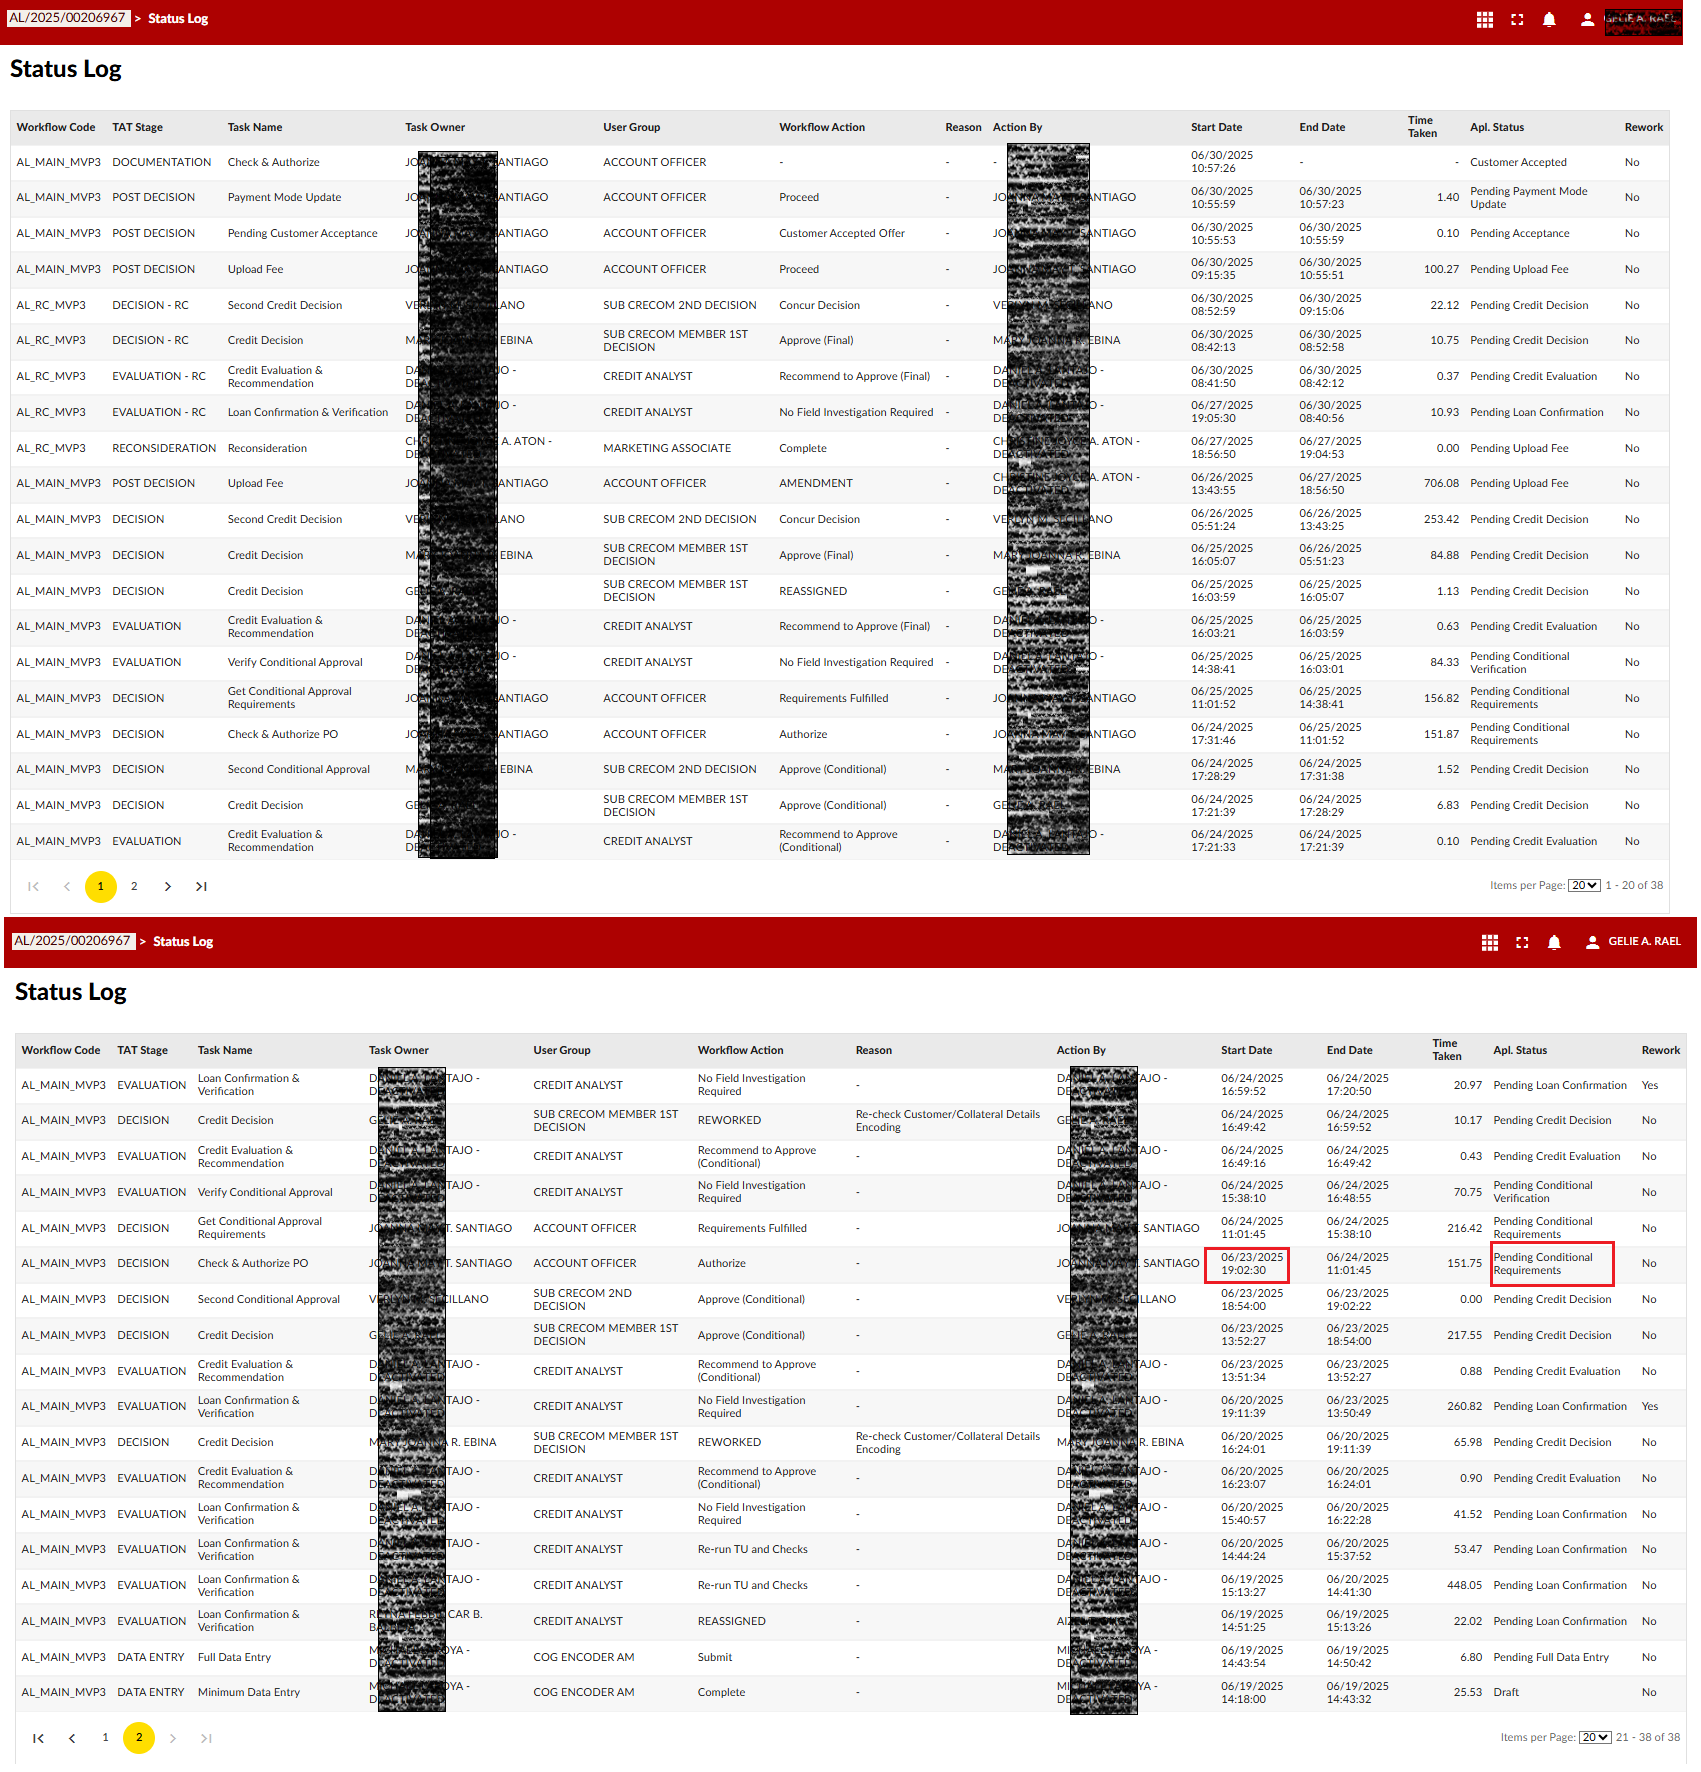 AL/2025/00206967 > Status Log
Status Log
Workflow Code TAT Stage Task Name Task Owner User Group Workflow Action Reason Action By Start Date End Date Time Taken Apl. Status Rework
AL_MAIN_MVP3 DOCUMENTATION Check & Authorize ANTIAGO ACCOUNT OFFICER - - - 06/30/2025 10:57:26 - - Customer Accepted No
AL_MAIN_MVP3 POST DECISION Payment Mode Update ANTIAGO ACCOUNT OFFICER Proceed - ANTIAGO 06/30/2025 10:55:59 06/30/2025 10:57:23 1.40 Pending Payment Mode Update No
AL_MAIN_MVP3 POST DECISION Pending Customer Acceptance ANTIAGO ACCOUNT OFFICER Customer Accepted Offer - SANTIAGO 06/30/2025 10:55:53 06/30/2025 10:55:59 0.10 Pending Acceptance No
AL_MAIN_MVP3 POST DECISION Upload Fee ANTIAGO ACCOUNT OFFICER Proceed - SANTIAGO 06/30/2025 09:15:35 06/30/2025 10:55:51 100.27 Pending Upload Fee No
AL_RC_MVP3 DECISION - RC Second Credit Decision LANO SUB CRECOM 2ND DECISION Concur Decision - ANO 06/30/2025 08:52:59 06/30/2025 09:15:06 22.12 Pending Credit Decision No
AL_RC_MVP3 DECISION - RC Credit Decision EBINA SUB CRECOM MEMBER 1ST DECISION Approve (Final) - EBINA 06/30/2025 08:42:13 06/30/2025 08:52:58 10.75 Pending Credit Decision No
AL_RC_MVP3 EVALUATION - RC Credit Evaluation & Recommendation JO - CREDIT ANALYST Recommend to Approve (Final) - O - 06/30/2025 08:41:50 06/30/2025 08:42:12 0.37 Pending Credit Evaluation No
AL_RC_MVP3 EVALUATION - RC Loan Confirmation & Verification JO - CREDIT ANALYST No Field Investigation Required - O - 06/27/2025 19:05:30 06/30/2025 08:40:56 10.93 Pending Loan Confirmation No
AL_RC_MVP3 RECONSIDERATION Reconsideration A. ATON - MARKETING ASSOCIATE Complete - A. ATON - 06/27/2025 18:56:50 06/27/2025 19:04:53 0.00 Pending Upload Fee No
AL_MAIN_MVP3 POST DECISION Upload Fee ANTIAGO ACCOUNT OFFICER AMENDMENT - A. ATON - 06/26/2025 13:43:55 06/27/2025 18:56:50 706.08 Pending Upload Fee No
AL_MAIN_MVP3 DECISION Second Credit Decision LANO SUB CRECOM 2ND DECISION Concur Decision - ANO 06/26/2025 05:51:24 06/26/2025 13:43:25 253.42 Pending Credit Decision No
AL_MAIN_MVP3 DECISION Credit Decision EBINA SUB CRECOM MEMBER 1ST DECISION Approve (Final) - EBINA 06/25/2025 16:05:07 06/26/2025 05:51:23 84.88 Pending Credit Decision No
AL_MAIN_MVP3 DECISION Credit Decision SUB CRECOM MEMBER 1ST DECISION REASSIGNED - 06/25/2025 16:03:59 06/25/2025 16:05:07 1.13 Pending Credit Decision No
AL_MAIN_MVP3 EVALUATION Credit Evaluation & Recommendation JO - CREDIT ANALYST Recommend to Approve (Final) - O - 06/25/2025 16:03:21 06/25/2025 16:03:59 0.63 Pending Credit Evaluation No
AL_MAIN_MVP3 EVALUATION Verify Conditional Approval JO - CREDIT ANALYST No Field Investigation Required - O - 06/25/2025 14:38:41 06/25/2025 16:03:01 84.33 Pending Conditional Verification No
AL_MAIN_MVP3 DECISION Get Conditional Approval Requirements ANTIAGO ACCOUNT OFFICER Requirements Fulfilled - ANTIAGO 06/25/2025 11:01:52 06/25/2025 14:38:41 156.82 Pending Conditional Requirements No
AL_MAIN_MVP3 DECISION Check & Authorize PO ANTIAGO ACCOUNT OFFICER Authorize - ANTIAGO 06/24/2025 17:31:46 06/25/2025 11:01:52 151.87 Pending Conditional Requirements No
AL_MAIN_MVP3 DECISION Second Conditional Approval EBINA SUB CRECOM 2ND DECISION Approve (Conditional) - EBINA 06/24/2025 17:28:29 06/24/2025 17:31:38 1.52 Pending Credit Decision No
AL_MAIN_MVP3 DECISION Credit Decision SUB CRECOM MEMBER 1ST DECISION Approve (Conditional) - 06/24/2025 17:21:39 06/24/2025 17:28:29 6.83 Pending Credit Decision No
AL_MAIN_MVP3 EVALUATION Credit Evaluation & Recommendation JO - CREDIT ANALYST Recommend to Approve (Conditional) - O - 06/24/2025 17:21:33 06/24/2025 17:21:39 0.10 Pending Credit Evaluation No
1 2 Items per Page: 20 1 - 20 of 38
AL/2025/00206967 > Status Log GELIE A. RAEL
Status Log
Workflow Code TAT Stage Task Name Task Owner User Group Workflow Action Reason Action By Start Date End Date Time Taken Apl. Status Rework
AL_MAIN_MVP3 EVALUATION Loan Confirmation & Verification TAJO - CREDIT ANALYST No Field Investigation Required - AJO - 06/24/2025 16:59:52 06/24/2025 17:20:50 20.97 Pending Loan Confirmation Yes
AL_MAIN_MVP3 DECISION Credit Decision SUB CRECOM MEMBER 1ST DECISION REWORKED Re-check Customer/Collateral Details Encoding 06/24/2025 16:49:42 06/24/2025 16:59:52 10.17 Pending Credit Decision No
AL_MAIN_MVP3 EVALUATION Credit Evaluation & Recommendation TAJO - CREDIT ANALYST Recommend to Approve (Conditional) - TAJO - 06/24/2025 16:49:16 06/24/2025 16:49:42 0.43 Pending Credit Evaluation No
AL_MAIN_MVP3 EVALUATION Verify Conditional Approval TAJO - CREDIT ANALYST No Field Investigation Required - TAJO - 06/24/2025 15:38:10 06/24/2025 16:48:55 70.75 Pending Conditional Verification No
AL_MAIN_MVP3 DECISION Get Conditional Approval Requirements T. SANTIAGO ACCOUNT OFFICER Requirements Fulfilled - SANTIAGO 06/24/2025 11:01:45 06/24/2025 15:38:10 216.42 Pending Conditional Requirements No
AL_MAIN_MVP3 DECISION Check & Authorize PO T. SANTIAGO ACCOUNT OFFICER Authorize - SANTIAGO 06/23/2025 19:02:30 06/24/2025 11:01:45 151.75 Pending Conditional Requirements No
AL_MAIN_MVP3 DECISION Second Conditional Approval SECILLANO SUB CRECOM 2ND DECISION Approve (Conditional) - CILLANO 06/23/2025 18:54:00 06/23/2025 19:02:22 0.00 Pending Credit Decision No
AL_MAIN_MVP3 DECISION Credit Decision SUB CRECOM MEMBER 1ST DECISION Approve (Conditional) - 06/23/2025 13:52:27 06/23/2025 18:54:00 217.55 Pending Credit Decision No
AL_MAIN_MVP3 EVALUATION Credit Evaluation & Recommendation TAJO - CREDIT ANALYST Recommend to Approve (Conditional) - TAJO - 06/23/2025 13:51:34 06/23/2025 13:52:27 0.88 Pending Credit Evaluation No
AL_MAIN_MVP3 EVALUATION Loan Confirmation & Verification TAJO - CREDIT ANALYST No Field Investigation Required - TAJO - 06/20/2025 19:11:39 06/23/2025 13:50:49 260.82 Pending Loan Confirmation Yes
AL_MAIN_MVP3 DECISION Credit Decision R. EBINA SUB CRECOM MEMBER 1ST DECISION REWORKED Re-check Customer/Collateral Details Encoding R. EBINA 06/20/2025 16:24:01 06/20/2025 19:11:39 65.98 Pending Credit Decision No
AL_MAIN_MVP3 EVALUATION Credit Evaluation & Recommendation TAJO - CREDIT ANALYST Recommend to Approve (Conditional) - TAJO - 06/20/2025 16:23:07 06/20/2025 16:24:01 0.90 Pending Credit Evaluation No
AL_MAIN_MVP3 EVALUATION Loan Confirmation & Verification TAJO - CREDIT ANALYST No Field Investigation Required - TAJO - 06/20/2025 15:40:57 06/20/2025 16:22:28 41.52 Pending Loan Confirmation No
AL_MAIN_MVP3 EVALUATION Loan Confirmation & Verification TAJO - CREDIT ANALYST Re-run TU and Checks - TAJO - 06/20/2025 14:44:24 06/20/2025 15:37:52 53.47 Pending Loan Confirmation No
AL_MAIN_MVP3 EVALUATION Loan Confirmation & Verification TAJO - CREDIT ANALYST Re-run TU and Checks - TAJO - 06/19/2025 15:13:27 06/20/2025 14:41:30 448.05 Pending Loan Confirmation No
AL_MAIN_MVP3 EVALUATION Loan Confirmation & Verification CAR B. CREDIT ANALYST REASSIGNED - 06/19/2025 14:51:25 06/19/2025 15:13:26 22.02 Pending Loan Confirmation No
AL_MAIN_MVP3 DATA ENTRY Full Data Entry OYA - COG ENCODER AM Submit - YA - 06/19/2025 14:43:54 06/19/2025 14:50:42 6.80 Pending Full Data Entry No
AL_MAIN_MVP3 DATA ENTRY Minimum Data Entry OYA - COG ENCODER AM Complete - YA - 06/19/2025 14:18:00 06/19/2025 14:43:32 25.53 Draft No
1 2 Items per Page: 20 21 - 38 of 38